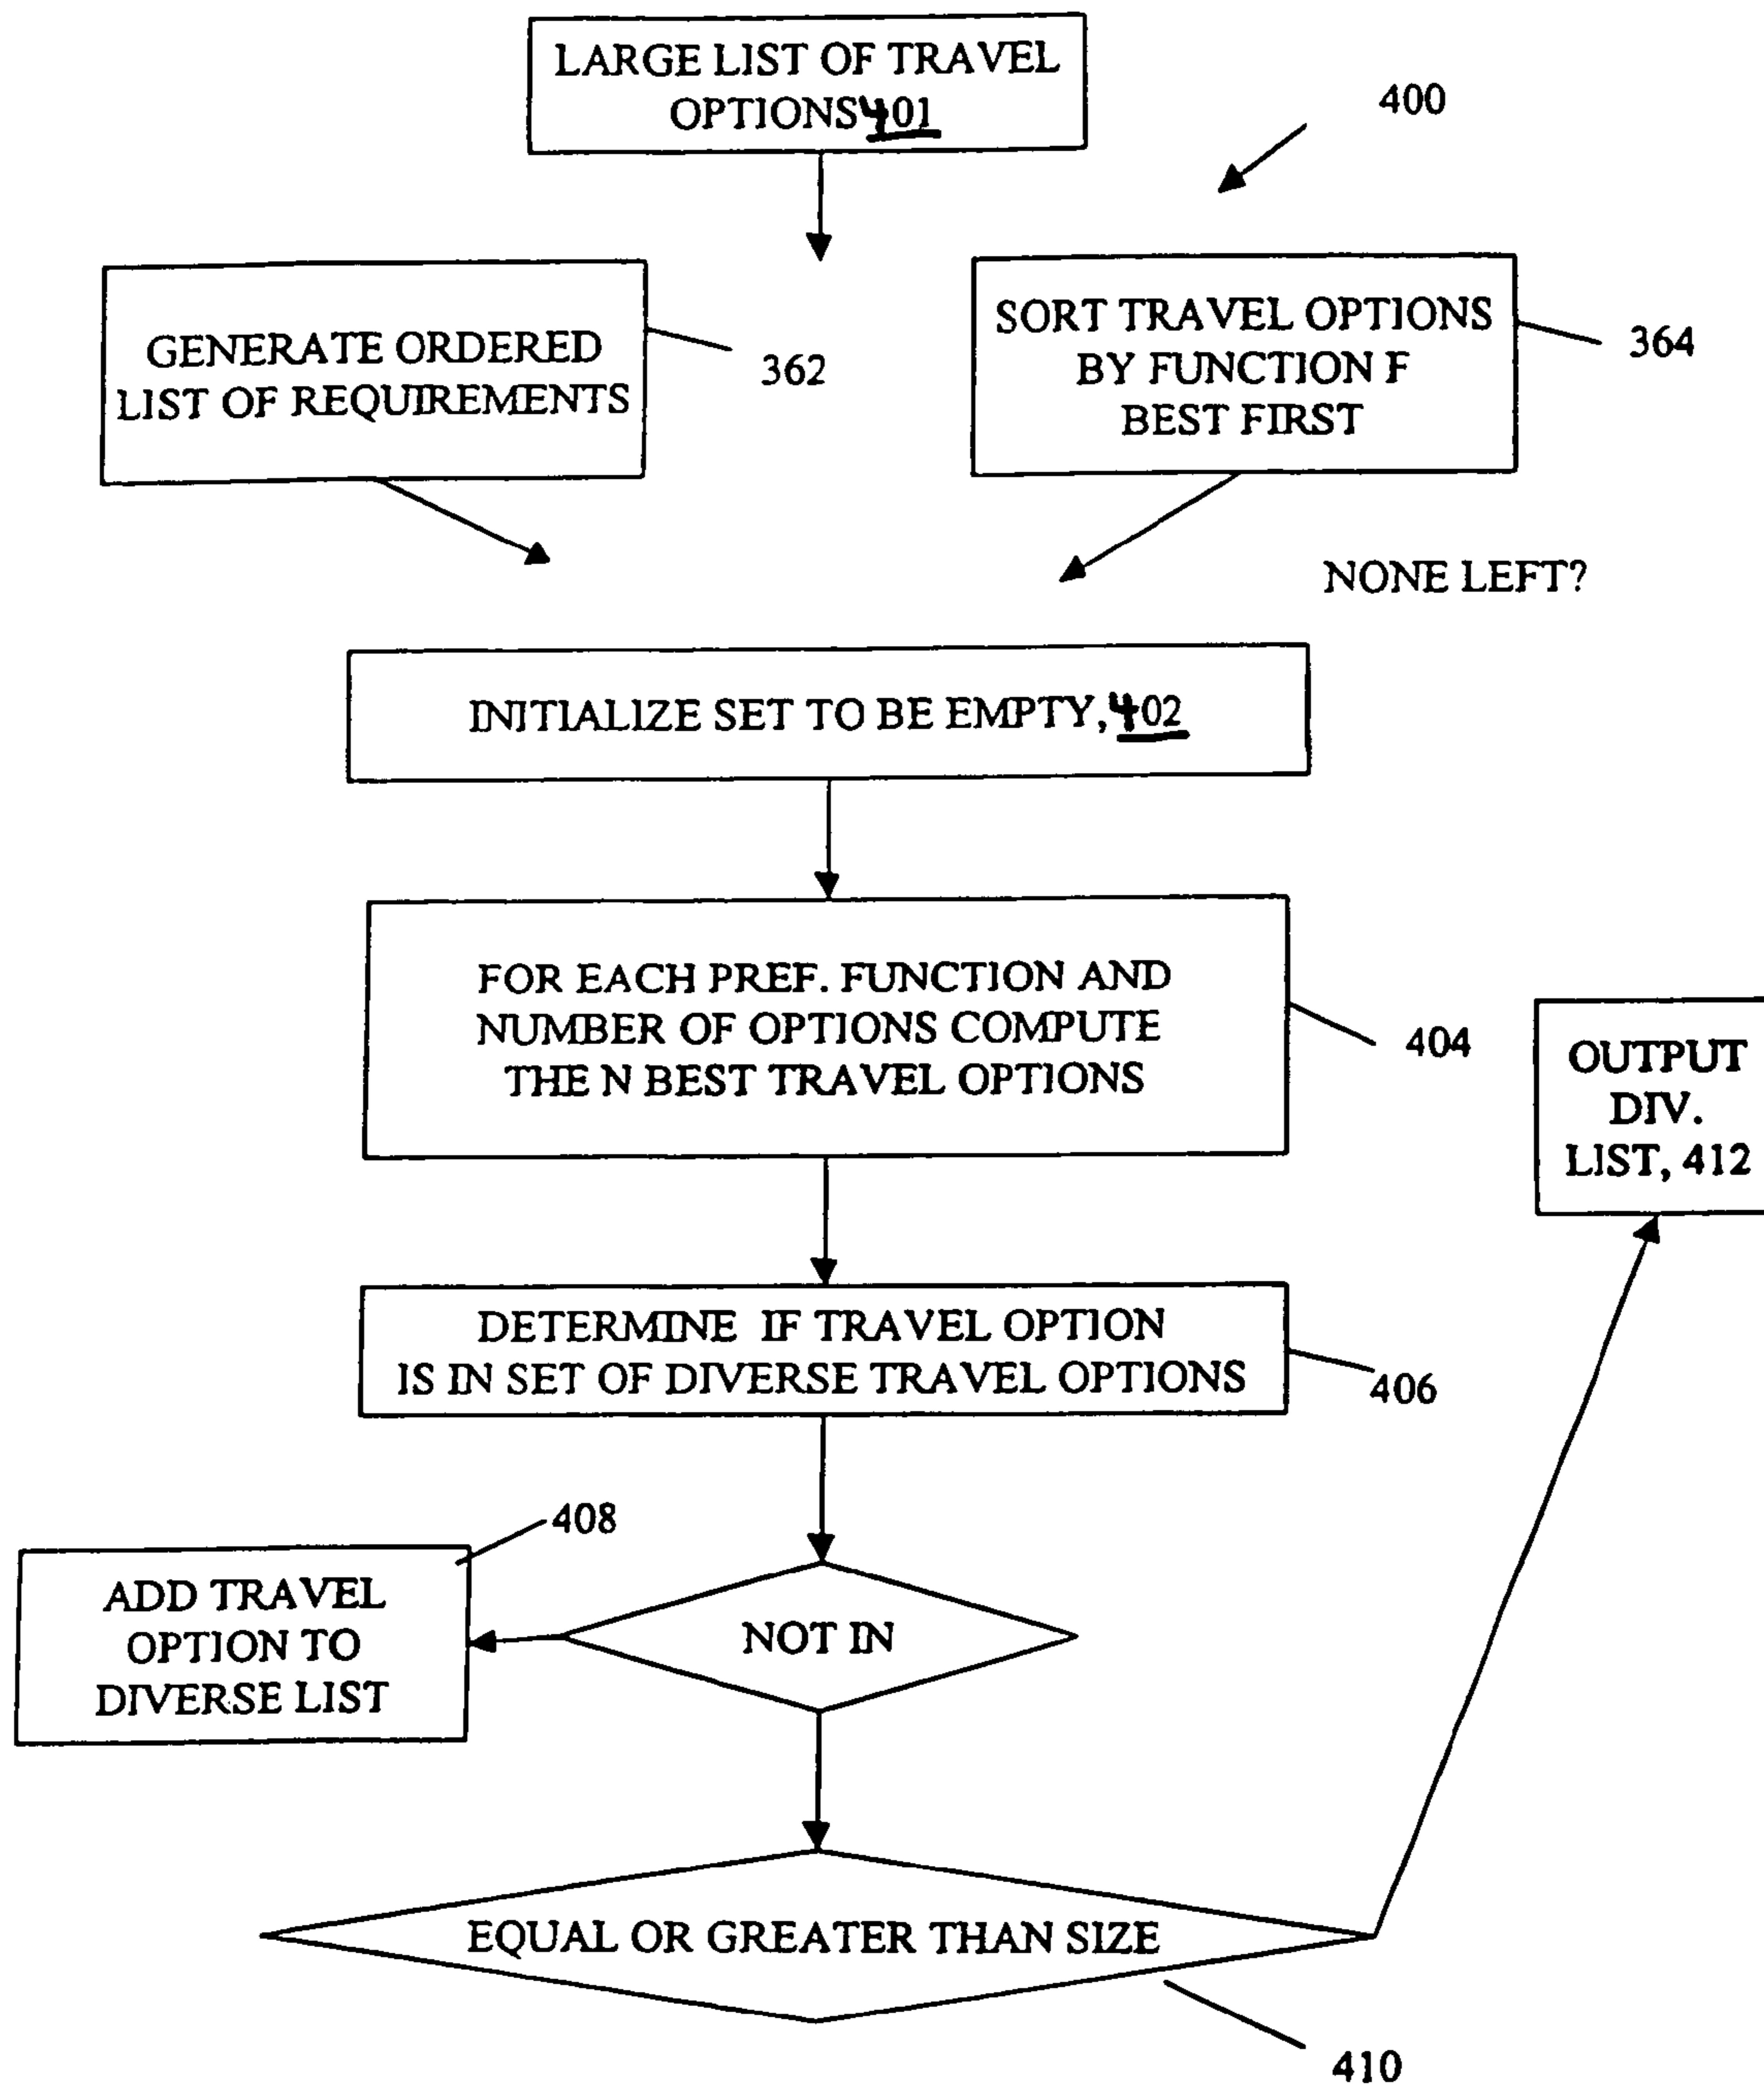 LARGE LIST OF TRAVEL
OPTIONS 401
400
GENERATE ORDERED
LIST OF REQUIREMENTS
362
SORT TRAVEL OPTIONS
BY FUNCTION F
BEST FIRST
364
NONE LEFT?
INITIALIZE SET TO BE EMPTY, 402
FOR EACH PREF. FUNCTION AND
NUMBER OF OPTIONS COMPUTE
THE N BEST TRAVEL OPTIONS
404
OUTPUT
DIV.
LIST, 412
DETERMINE IF TRAVEL OPTION
IS IN SET OF DIVERSE TRAVEL OPTIONS
406
408
ADD TRAVEL
OPTION TO
DIVERSE LIST
NOT IN
EQUAL OR GREATER THAN SIZE
410